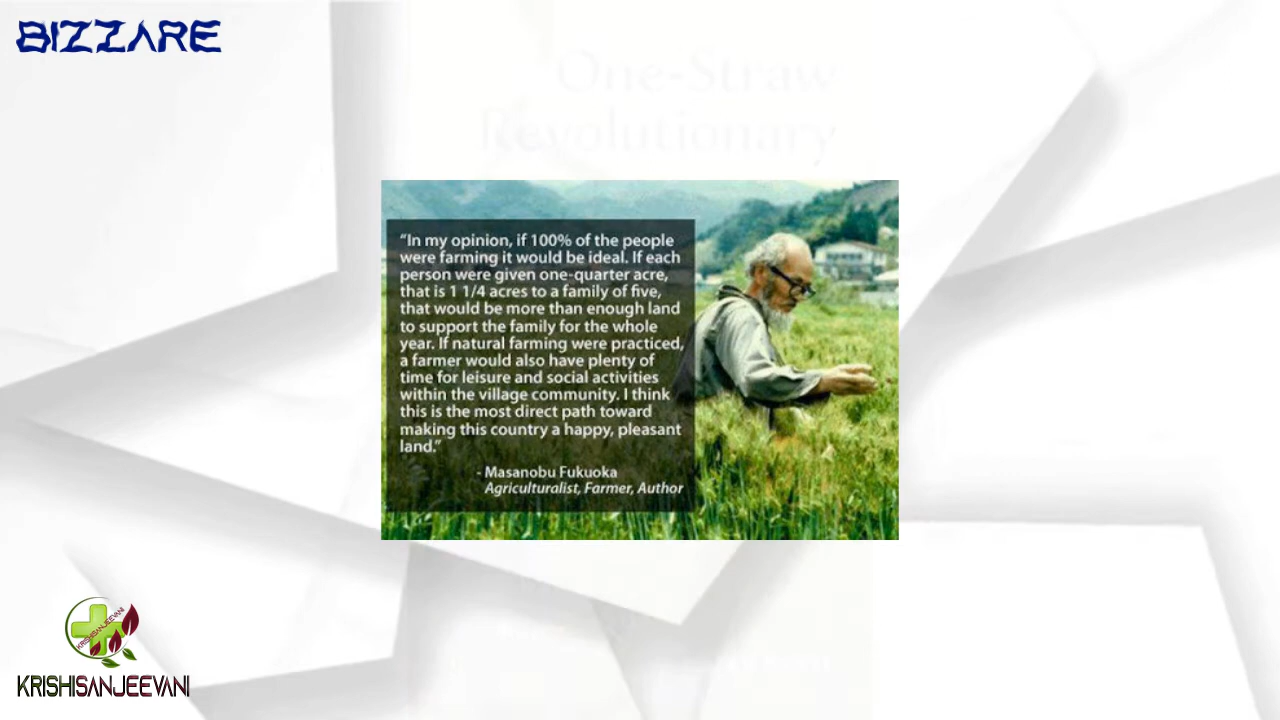 BIZZARE
One-Straw
Revolutionary
“In my opinion, if 100% of the people
were farming it would be ideal. If each
person were given one-quarter acre,
that is 1 1/4 acres to a family of five,
that would be more than enough land
to support the family for the whole
year. If natural farming were practiced,
a farmer would also have plenty of
time for leisure and social activities
within the village community. I think
this is the most direct path toward
making this country a happy, pleasant
land.”
- Masanobu Fukuoka
Agriculturalist, Farmer, Author
KRISHISANJEEVANI
KRISHISANJEEVANI